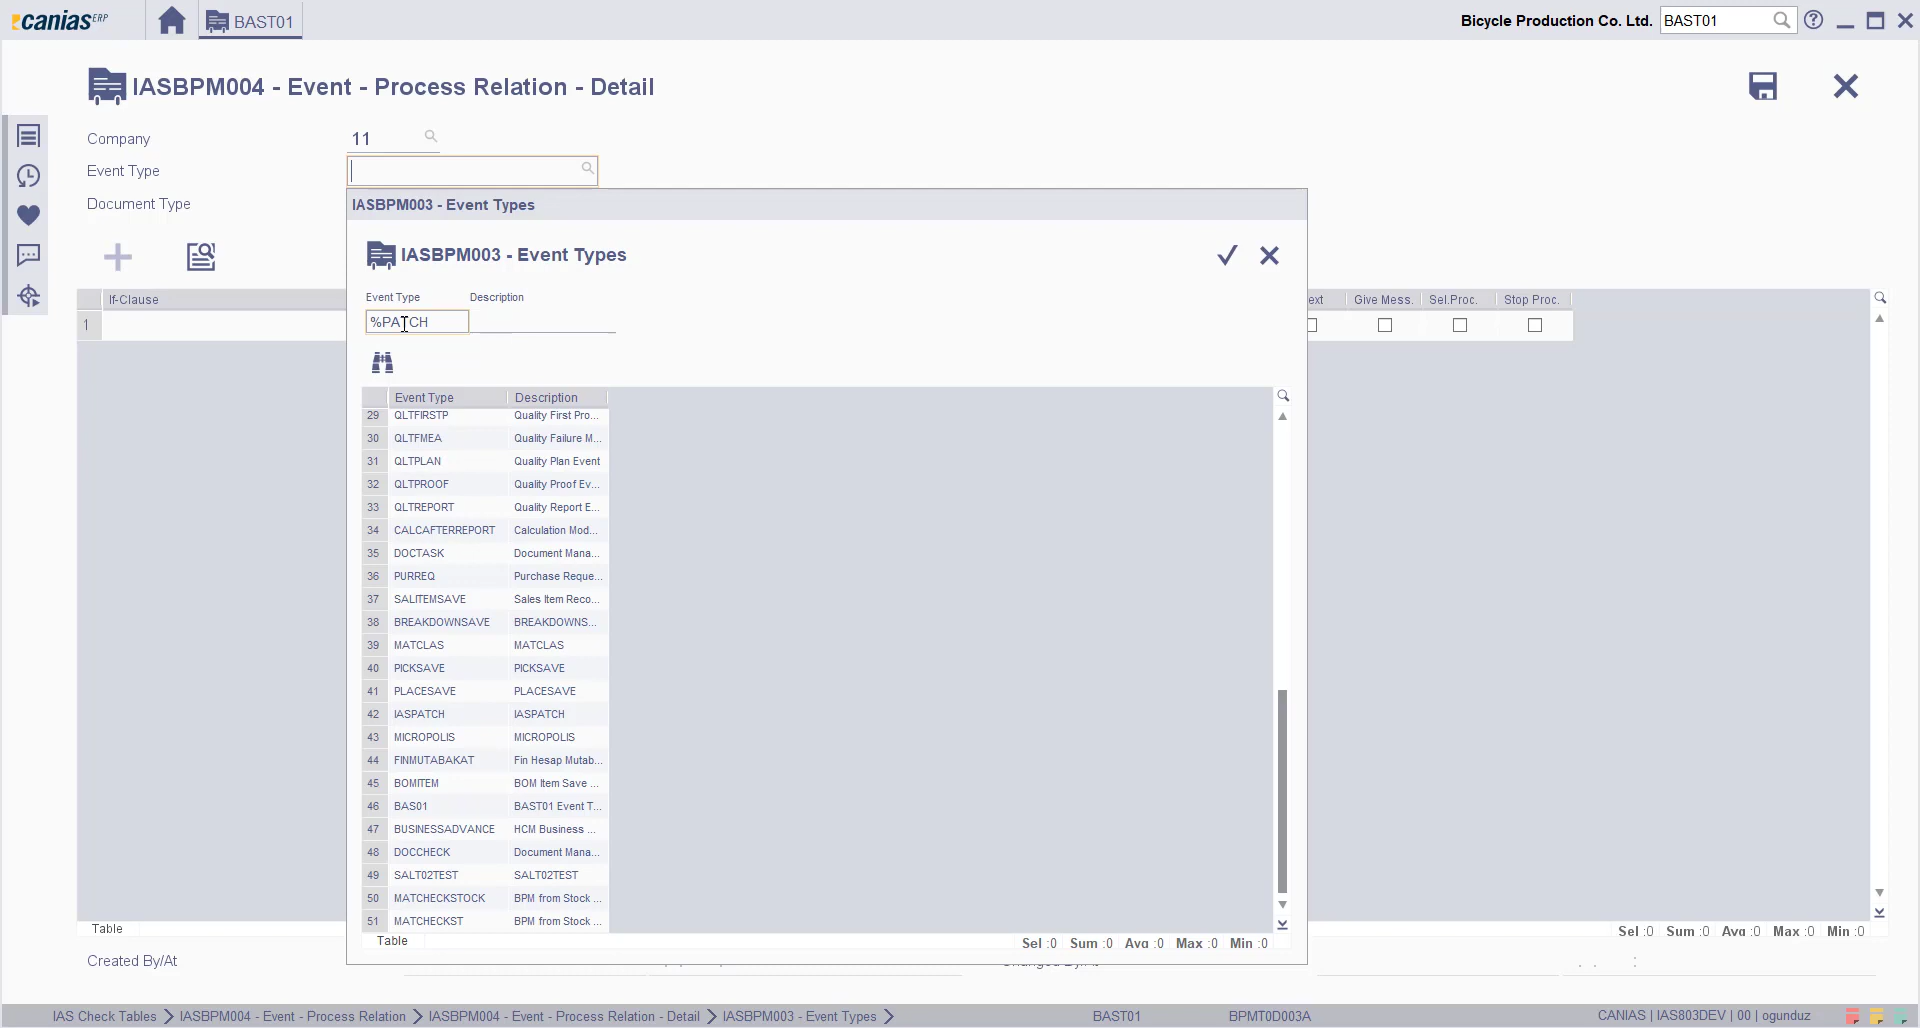 caniasERP
BAST01
Bicycle Production Co. Ltd. BAST01
IASBPM004 - Event - Process Relation - Detail
Company 11
Event Type
Document Type
IASBPM003 - Event Types
IASBPM003 - Event Types
Event Type Description
%PATCH
If-Clause
ext Give Mess. Sel.Proc. Stop Proc.
1
Event Type Description
29 QLTFIRSTP Quality First Pro...
30 QLTFMEA Quality Failure M...
31 QLTPLAN Quality Plan Event
32 QLTPROOF Quality Proof Ev...
33 QLTREPORT Quality Report E...
34 CALCAFTERREPORT Calculation Mod...
35 DOCTASK Document Mana...
36 PURREQ Purchase Reque...
37 SALITEMSAVE Sales Item Reco...
38 BREAKDOWNSAVE BREAKDOWNS...
39 MATCLAS MATCLAS
40 PICKSAVE PICKSAVE
41 PLACESAVE PLACESAVE
42 IASPATCH IASPATCH
43 MICROPOLIS MICROPOLIS
44 FINMUTABAKAT Fin Hesap Mutab...
45 BOMITEM BOM Item Save ...
46 BAS01 BAST01 Event T...
47 BUSINESSADVANCE HCM Business ...
48 DOCCHECK Document Mana...
49 SALT02TEST SALT02TEST
50 MATCHECKSTOCK BPM from Stock ...
51 MATCHECKST BPM from Stock ...
Table Sel :0 Sum :0 Avg :0 Max :0 Min :0
Table Sel :0 Sum :0 Avg :0 Max :0 Min :0
Created By/At
IAS Check Tables IASBPM004 - Event - Process Relation IASBPM004 - Event - Process Relation - Detail IASBPM003 - Event Types BAST01 BPMT0D003A CANIAS | IAS803DEV | 00 | ogunduz